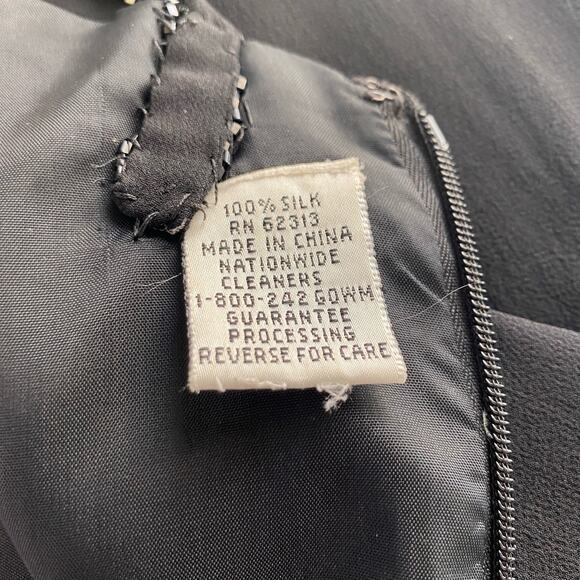 100% SILK
RN 62313
MADE IN CHINA
NATIONWIDE
CLEANERS
1-800-242 GOWM
GUARANTEE
PROCESSING
REVERSE FOR CARE